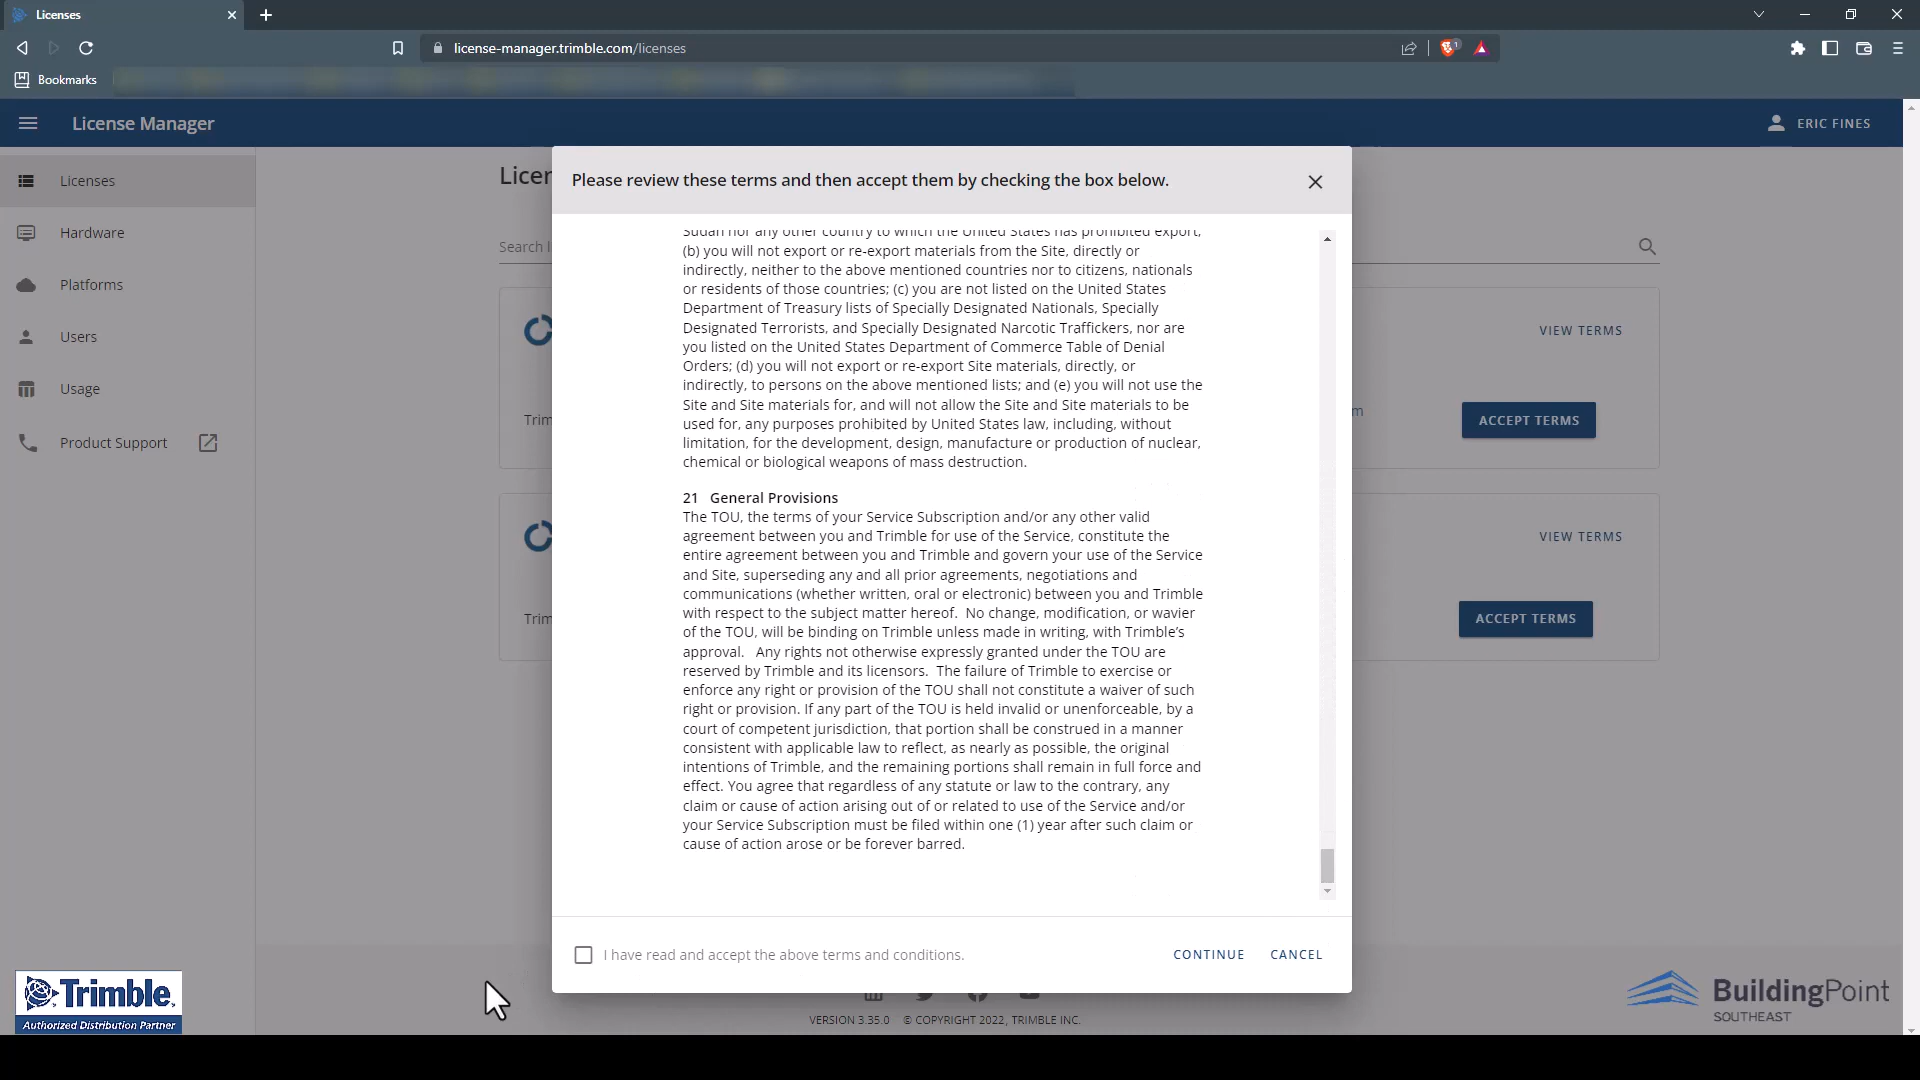 Licenses
license-manager.trimble.com/licenses
1
Bookmarks
License Manager
ERIC FINES
Licenses
Hardware
Platforms
Users
Usage
Product Support
Search
VIEW TERMS
ACCEPT TERMS
VIEW TERMS
ACCEPT TERMS
Please review these terms and then accept them by checking the box below.
Sudan nor any other country to which the United States has prohibited export,
(b) you will not export or re-export materials from the Site, directly or
indirectly, neither to the above mentioned countries nor to citizens, nationals
or residents of those countries; (c) you are not listed on the United States
Department of Treasury lists of Specially Designated Nationals, Specially
Designated Terrorists, and Specially Designated Narcotic Traffickers, nor are
you listed on the United States Department of Commerce Table of Denial
Orders; (d) you will not export or re-export Site materials, directly, or
indirectly, to persons on the above mentioned lists; and (e) you will not use the
Site and Site materials for, and will not allow the Site and Site materials to be
used for, any purposes prohibited by United States law, including, without
limitation, for the development, design, manufacture or production of nuclear,
chemical or biological weapons of mass destruction.
21 General Provisions
The TOU, the terms of your Service Subscription and/or any other valid
agreement between you and Trimble for use of the Service, constitute the
entire agreement between you and Trimble and govern your use of the Service
and Site, superseding any and all prior agreements, negotiations and
communications (whether written, oral or electronic) between you and Trimble
with respect to the subject matter hereof. No change, modification, or wavier
of the TOU, will be binding on Trimble unless made in writing, with Trimble's
approval. Any rights not otherwise expressly granted under the TOU are
reserved by Trimble and its licensors. The failure of Trimble to exercise or
enforce any right or provision of the TOU shall not constitute a waiver of such
right or provision. If any part of the TOU is held invalid or unenforceable, by a
court of competent jurisdiction, that portion shall be construed in a manner
consistent with applicable law to reflect, as nearly as possible, the original
intentions of Trimble, and the remaining portions shall remain in full force and
effect. You agree that regardless of any statute or law to the contrary, any
claim or cause of action arising out of or related to use of the Service and/or
your Service Subscription must be filed within one (1) year after such claim or
cause of action arose or be forever barred.
I have read and accept the above terms and conditions.
CONTINUE CANCEL
Trimble.
Authorized Distribution Partner
VERSION 3.35.0 © COPYRIGHT 2022, TRIMBLE INC.
BuildingPoint
SOUTHEAST